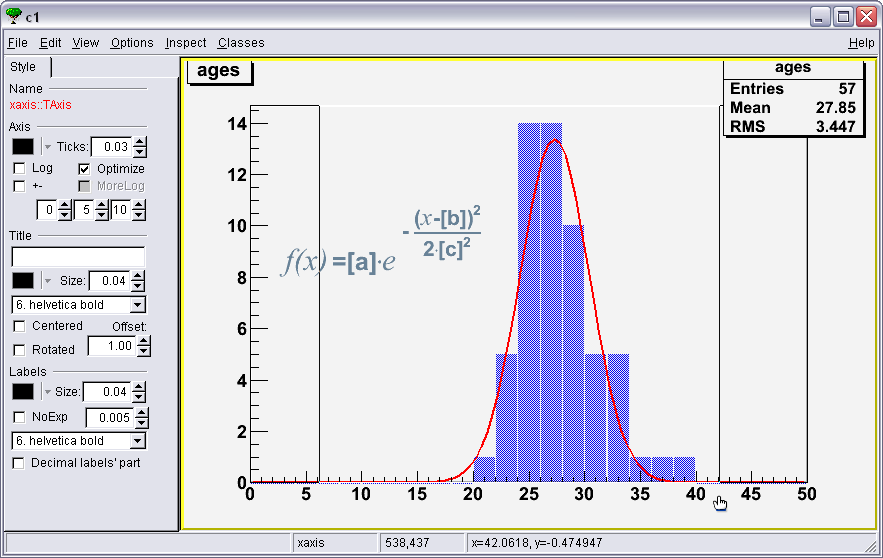 c1
File Edit View Options Inspect Classes Help
Style
Name
xaxis::TAxis
Axis
Ticks: 0.03
Log Optimize
+- MoreLog
0 5 10
Title
Size: 0.04
6. helvetica bold
Centered Offset:
Rotated 1.00
Labels
Size: 0.04
NoExp 0.005
6. helvetica bold
Decimal labels' part
ages
ages
Entries 57
Mean 27.85
RMS 3.447
14
12
10
8
6
4
2
0
f(x)=[a]·e^-(x-[b])²/2·[c]²
0 5 10 15 20 25 30 35 40 45 50
xaxis 538,437 x=42.0618, y=-0.474947